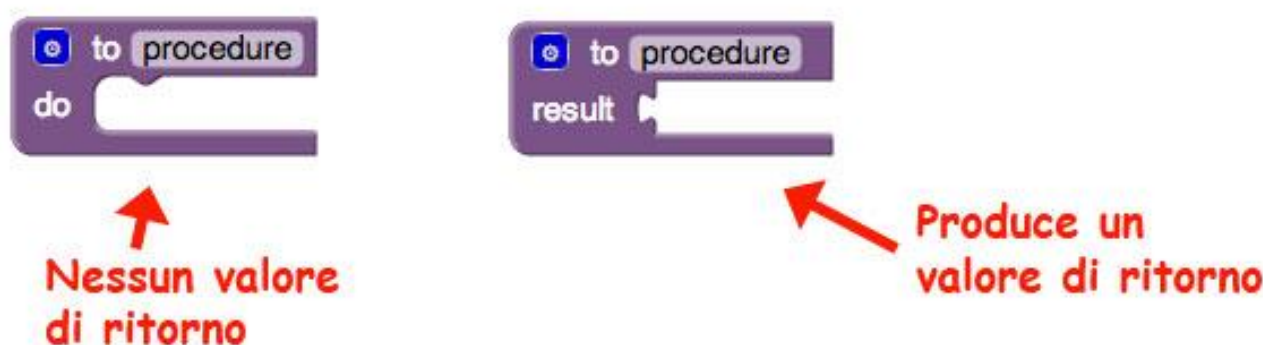 to procedure
do
Nessun valore
di ritorno
to procedure
result
Produce un
valore di ritorno